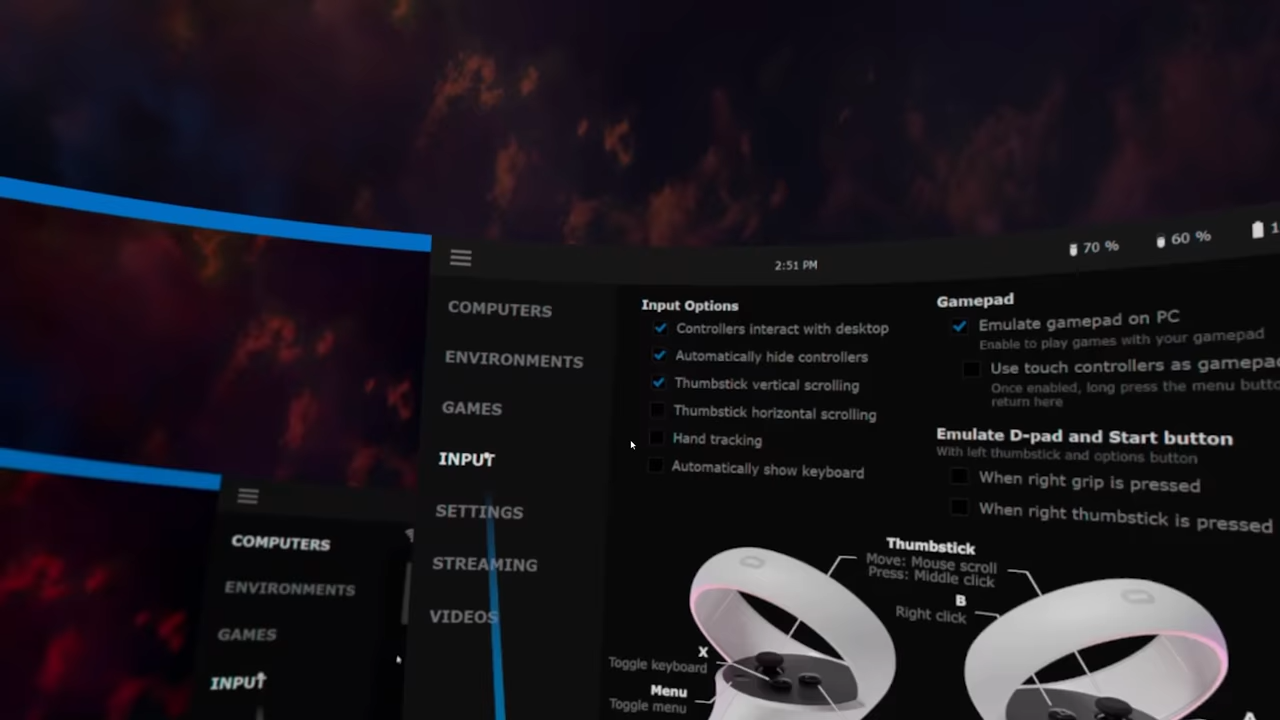 2:51 PM
70 %
60 %
1
COMPUTERS
ENVIRONMENTS
GAMES
INPUT
SETTINGS
STREAMING
VIDEOS
Input Options
Controllers interact with desktop
Automatically hide controllers
Thumbstick vertical scrolling
Thumbstick horizontal scrolling
Hand tracking
Automatically show keyboard
Gamepad
Emulate gamepad on PC
Enable to play games with your gamepad
Use touch controllers as gamepad
Once enabled, long press the menu butto
return here
Emulate D-pad and Start button
With left thumbstick and options button
When right grip is pressed
When right thumbstick is pressed
Thumbstick
Move: Mouse scroll
Press: Middle click
B
Right click
X
Toggle keyboard
Menu
Toggle menu
A
COMPUTERS
ENVIRONMENTS
GAMES
INPUT